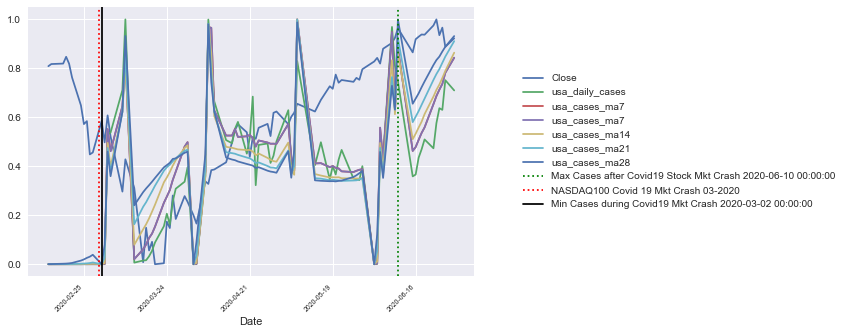 1.0
0.8
0.6
0.4
0.2
0.0
2020-02-25
2020-03-24
2020-04-21
2020-05-19
2020-06-16
Date
Close
usa_daily_cases
usa_cases_ma7
usa_cases_ma7
usa_cases_ma14
usa_cases_ma21
usa_cases_ma28
Max Cases after Covid19 Stock Mkt Crash 2020-06-10 00:00:00
NASDAQ100 Covid 19 Mkt Crash 03-2020
Min Cases during Covid19 Mkt Crash 2020-03-02 00:00:00